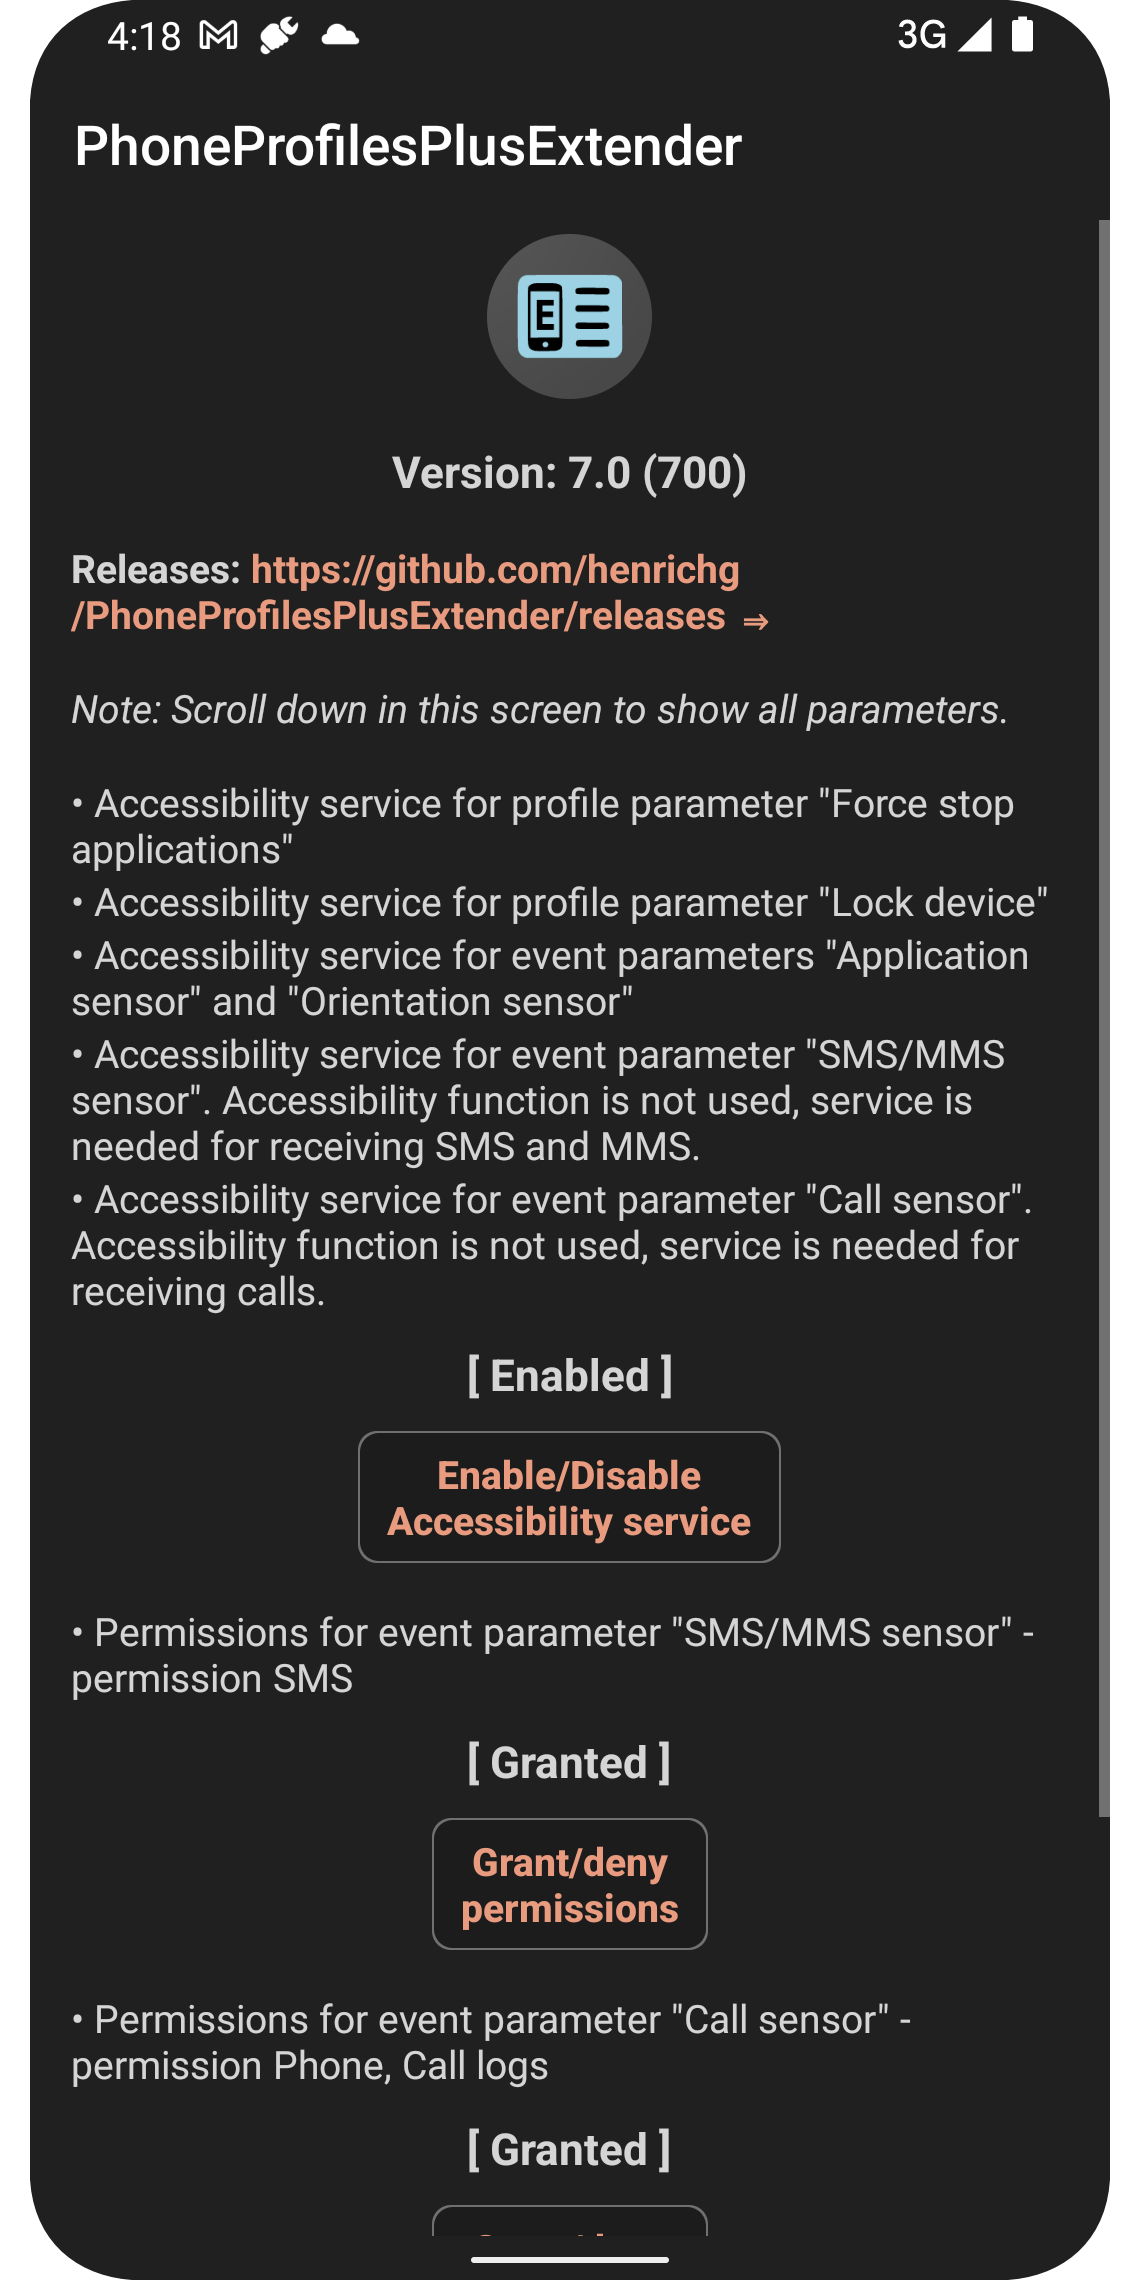 4:18
3G
PhoneProfilesPlusExtender
E
Version: 7.0 (700)
Releases: https://github.com/henrichg
/PhoneProfilesPlusExtender/releases ⇒
Note: Scroll down in this screen to show all parameters.
• Accessibility service for profile parameter "Force stop
applications"
• Accessibility service for profile parameter "Lock device"
• Accessibility service for event parameters "Application
sensor" and "Orientation sensor"
• Accessibility service for event parameter "SMS/MMS
sensor". Accessibility function is not used, service is
needed for receiving SMS and MMS.
• Accessibility service for event parameter "Call sensor".
Accessibility function is not used, service is needed for
receiving calls.
[ Enabled ]
Enable/Disable
Accessibility service
• Permissions for event parameter "SMS/MMS sensor" -
permission SMS
[ Granted ]
Grant/deny
permissions
• Permissions for event parameter "Call sensor" -
permission Phone, Call logs
[ Granted ]